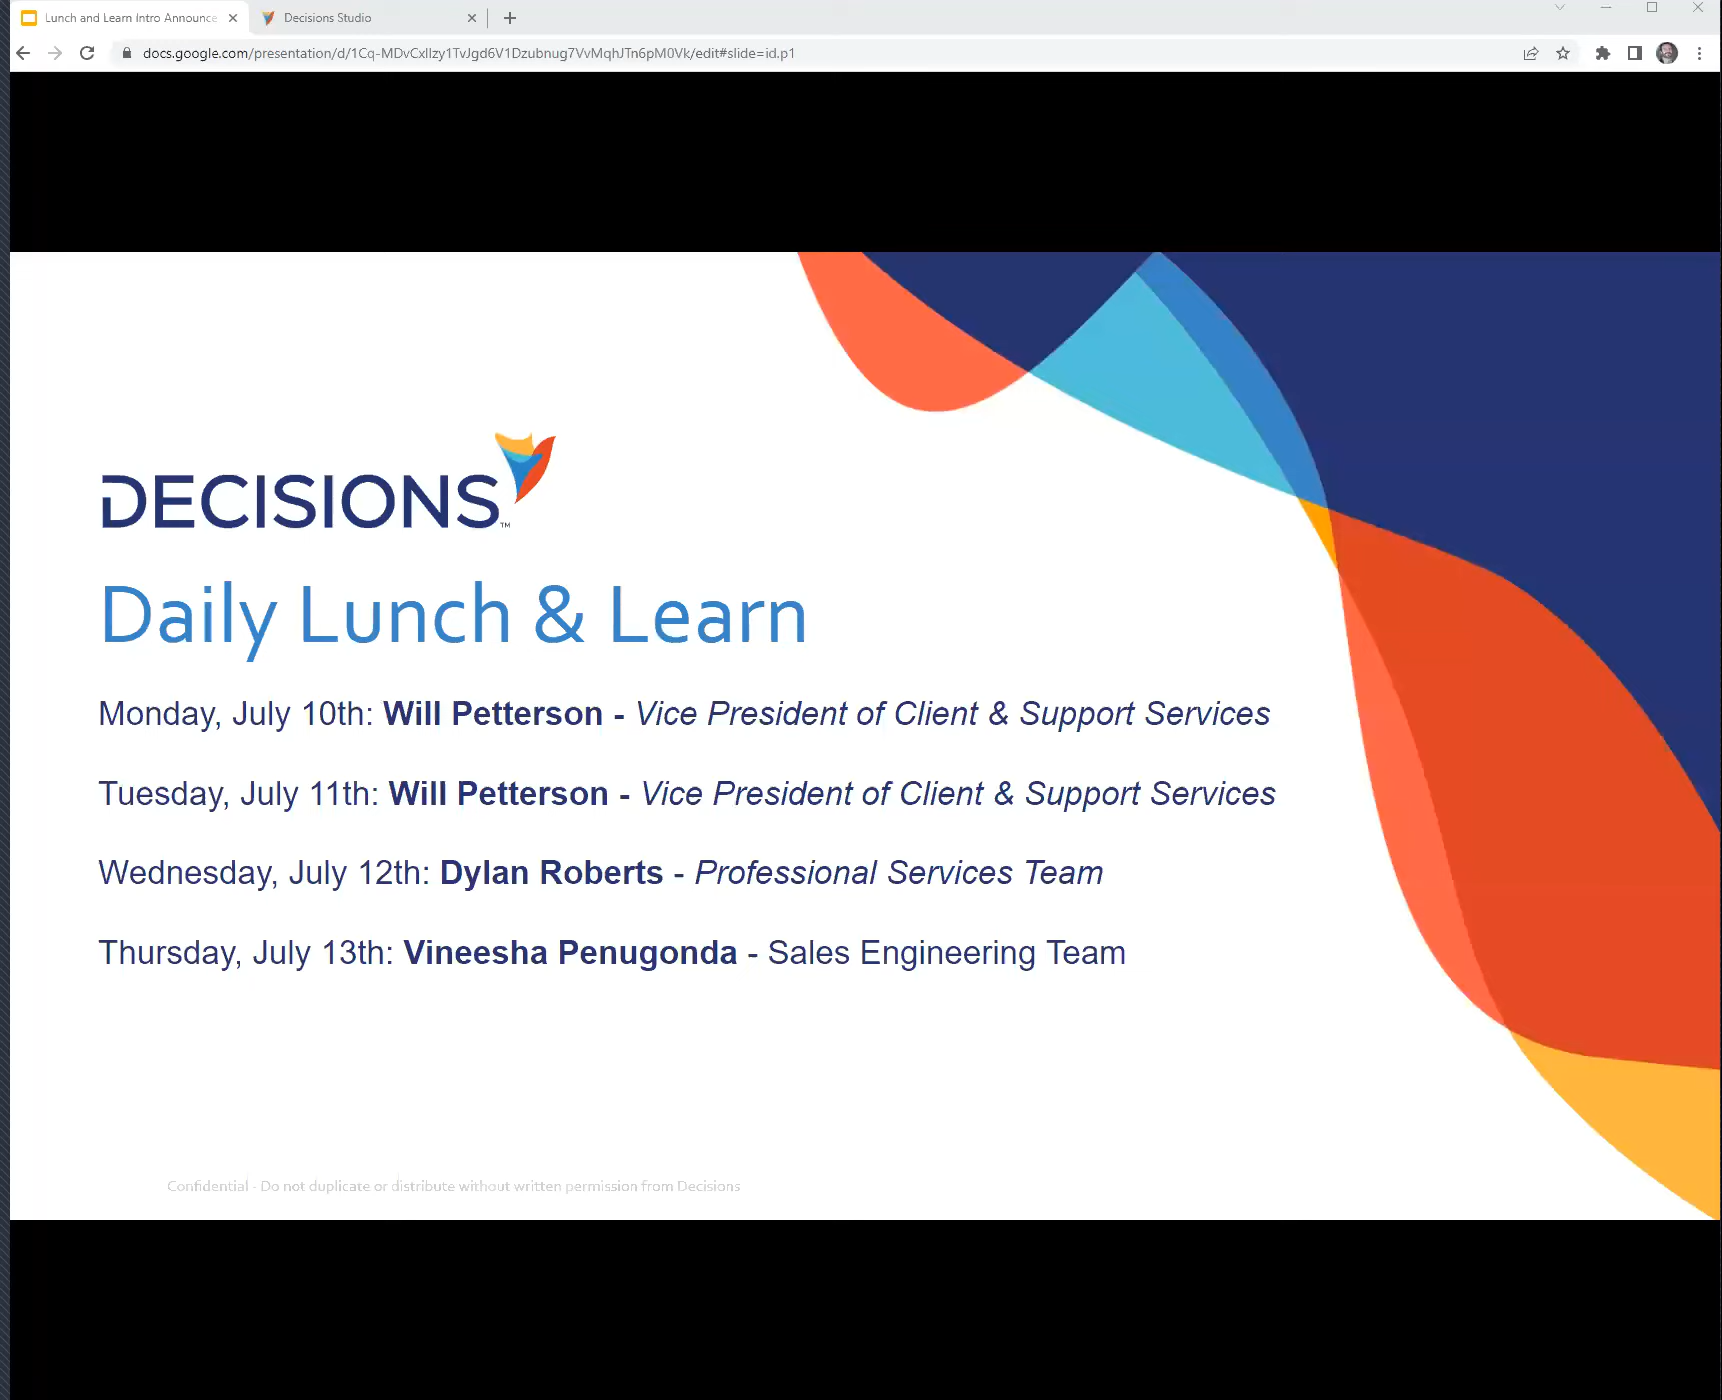 Lunch and Learn Intro Announce
Decisions Studio
docs.google.com/presentation/d/1Cq-MDvCxIlzy1TvJgd6V1Dzubnug7VvMqhJTn6pM0Vk/edit#slide=id.p1
DECISIONS™
Daily Lunch & Learn
Monday, July 10th: Will Petterson - Vice President of Client & Support Services
Tuesday, July 11th: Will Petterson - Vice President of Client & Support Services
Wednesday, July 12th: Dylan Roberts - Professional Services Team
Thursday, July 13th: Vineesha Penugonda - Sales Engineering Team
Confidential - Do not duplicate or distribute without written permission from Decisions